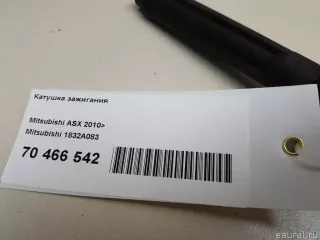 Катушка зажигания
Mitsubishi ASX 2010>
Mitsubishi 1832A083
70 466 542
eaural.ru